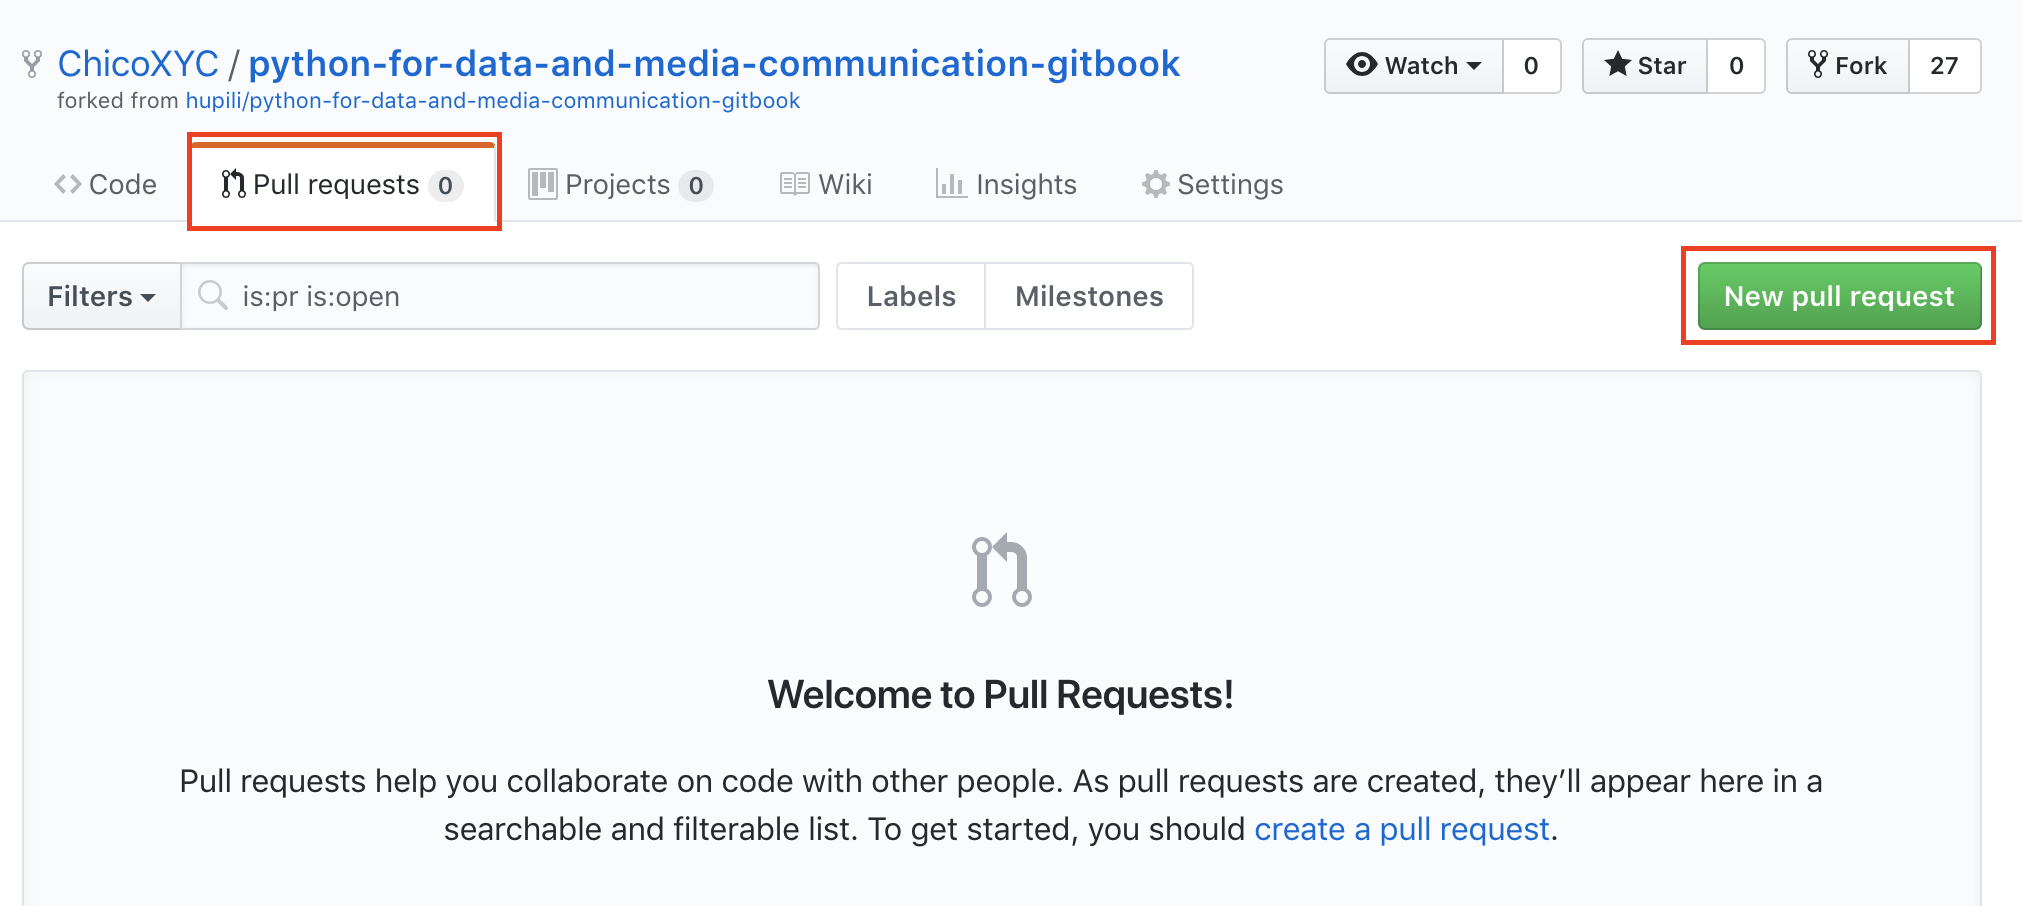 ChicoXYC / python-for-data-and-media-communication-gitbook
Watch 0 Star 0 Fork 27
forked from hupili/python-for-data-and-media-communication-gitbook
Code Pull requests 0 Projects 0 Wiki Insights Settings
Filters is:pr is:open Labels Milestones New pull request
Welcome to Pull Requests!
Pull requests help you collaborate on code with other people. As pull requests are created, they’ll appear here in a
searchable and filterable list. To get started, you should create a pull request.